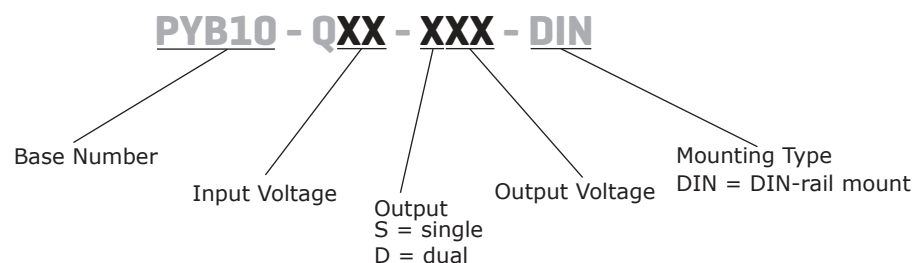 PYB10 - QXX - XXX - DIN
Base Number
Input Voltage
Output
S = single
D = dual
Output Voltage
Mounting Type
DIN = DIN-rail mount